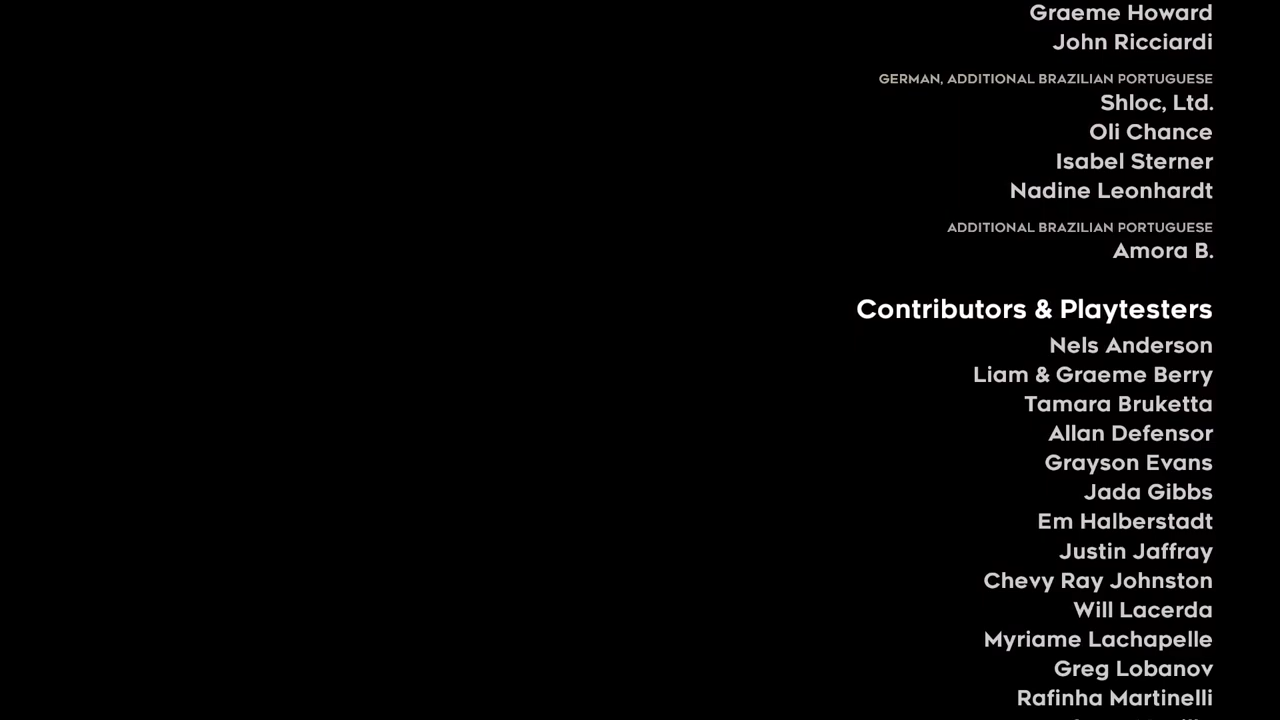 Graeme Howard
John Ricciardi
GERMAN, ADDITIONAL BRAZILIAN PORTUGUESE
Shloc, Ltd.
Oli Chance
Isabel Sterner
Nadine Leonhardt
ADDITIONAL BRAZILIAN PORTUGUESE
Amora B.
Contributors & Playtesters
Nels Anderson
Liam & Graeme Berry
Tamara Bruketta
Allan Defensor
Grayson Evans
Jada Gibbs
Em Halberstadt
Justin Jaffray
Chevy Ray Johnston
Will Lacerda
Myriame Lachapelle
Greg Lobanov
Rafinha Martinelli